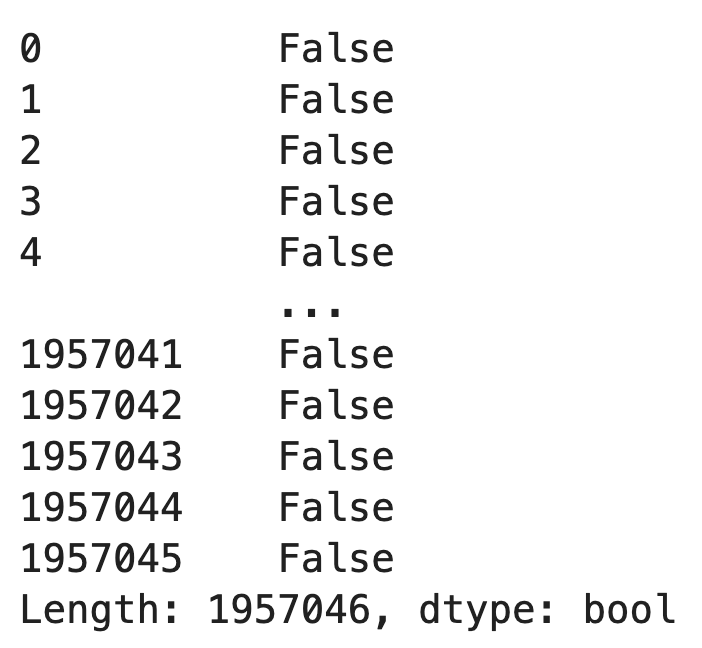 0 False
1 False
2 False
3 False
4 False
...
1957041 False
1957042 False
1957043 False
1957044 False
1957045 False
Length: 1957046, dtype: bool